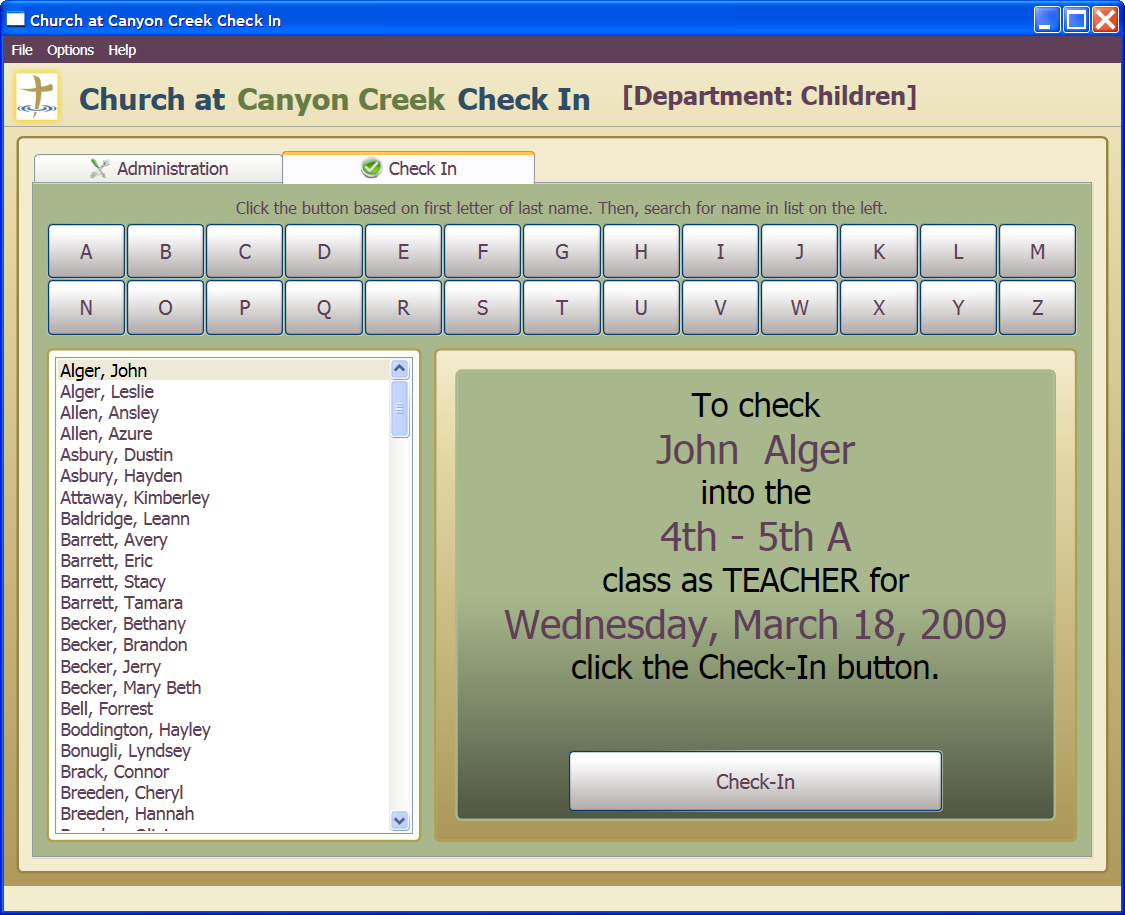 Church at Canyon Creek Check In
File Options Help
Church at Canyon Creek Check In [Department: Children]
Administration Check In
Click the button based on first letter of last name. Then, search for name in list on the left.
A B C D E F G H I J K L M
N O P Q R S T U V W X Y Z
Alger, John
Alger, Leslie
Allen, Ansley
Allen, Azure
Asbury, Dustin
Asbury, Hayden
Attaway, Kimberley
Baldridge, Leann
Barrett, Avery
Barrett, Eric
Barrett, Stacy
Barrett, Tamara
Becker, Bethany
Becker, Brandon
Becker, Jerry
Becker, Mary Beth
Bell, Forrest
Boddington, Hayley
Bonugli, Lyndsey
Brack, Connor
Breeden, Cheryl
Breeden, Hannah
To check
John Alger
into the
4th - 5th A
class as TEACHER for
Wednesday, March 18, 2009
click the Check-In button.
Check-In